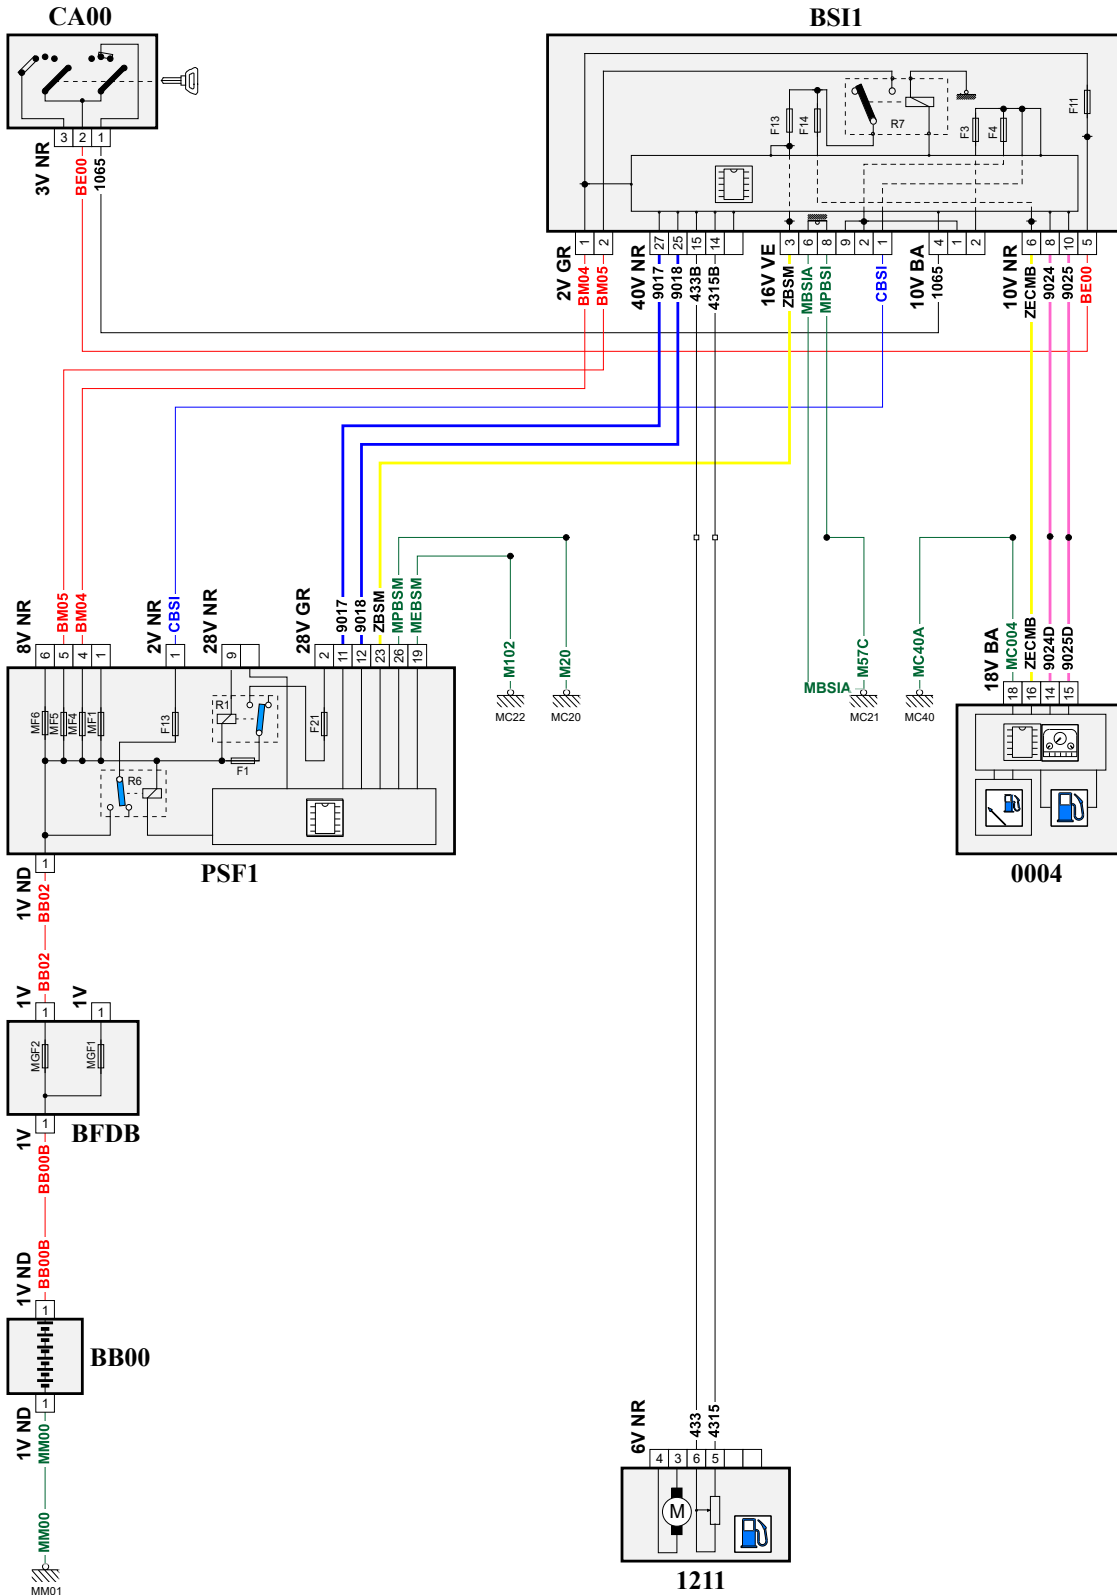 CA00
BSI1
F13
F14
R7
F3
F4
F11
3 2 1
3V NR
BE00
1065
1 2
27 25 15 14
3 6 8 9 2 1
4 1 2
6 8 10 5
2V GR
BM04
BM05
40V NR
9017
9018
433B
4315B
16V VE
ZBSM
MBSIA
MPBSI
CBSI
10V BA
1065
10V NR
ZECMB
9024
9025
BE00
8V NR
BM05
BM04
2V NR
CBSI
28V NR
28V GR
9017
9018
ZBSM
MPBSM
MEBSM
M102
M20
MBSIA
M57C
MC40A
18V BA
MC004
ZECMB
9024D
9025D
6 5 4 1
1
9
2 11 12 23 26 19
18 16 14 15
MC22
MC20
MC21
MC40
MF6
MF5
MF4
MF1
F13
R1
F21
F1
R6
1
PSF1
0004
1V ND
BB02
BB02
1V
1V
1
1
MGF2
MGF1
1
1V
BFDB
BB00B
BB00B
1V ND
1
BB00
1
1V ND
MM00
MM00
MM01
6V NR
433
4315
4 3 6 5
M
1211